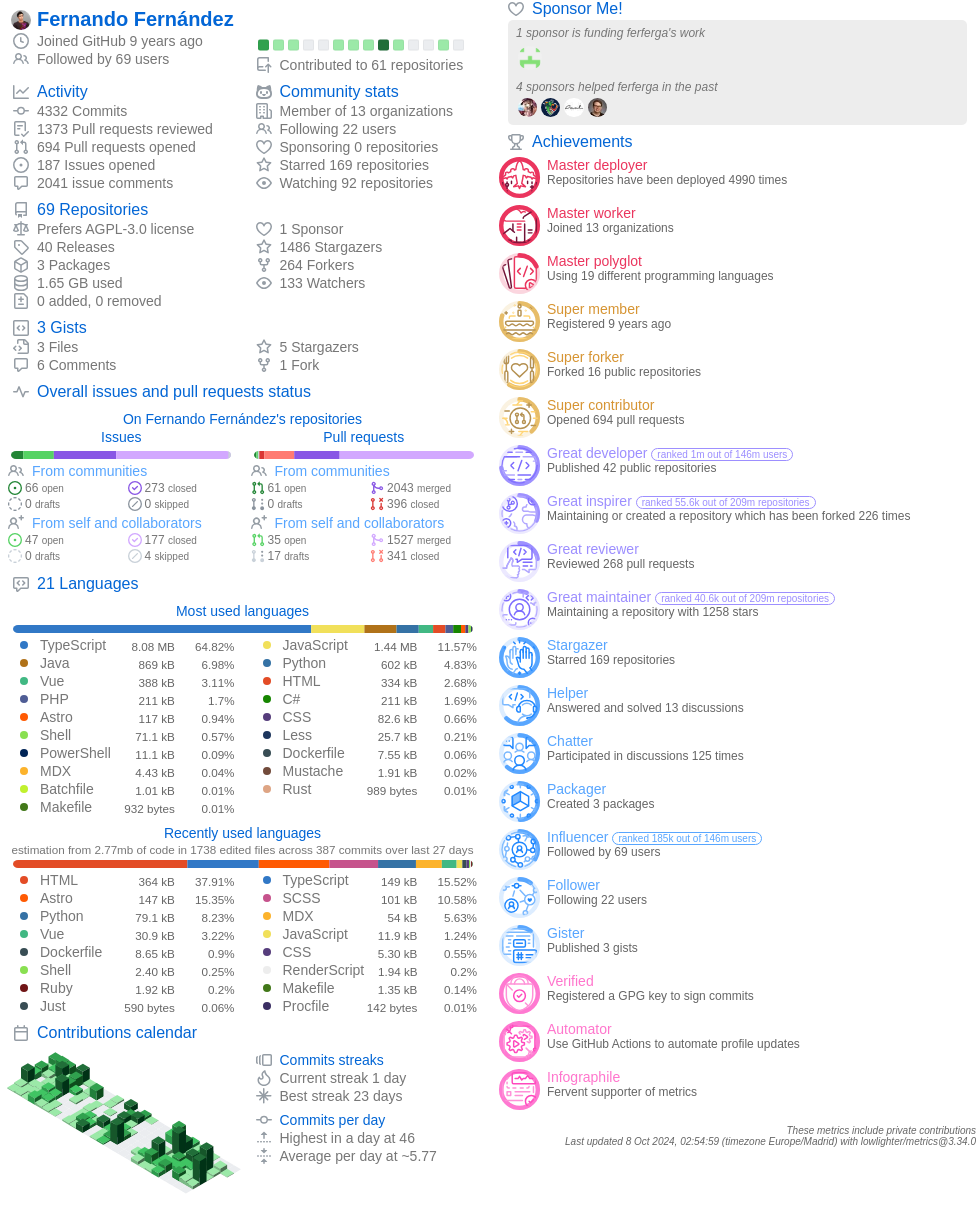 Fernando Fernández
Joined GitHub 9 years ago
Followed by 69 users
Contributed to 61 repositories
Activity
4332 Commits
1373 Pull requests reviewed
694 Pull requests opened
187 Issues opened
2041 issue comments
Community stats
Member of 13 organizations
Following 22 users
Sponsoring 0 repositories
Starred 169 repositories
Watching 92 repositories
69 Repositories
Prefers AGPL-3.0 license
40 Releases
3 Packages
1.65 GB used
0 added, 0 removed
1 Sponsor
1486 Stargazers
264 Forkers
133 Watchers
3 Gists
3 Files
6 Comments
5 Stargazers
1 Fork
Overall issues and pull requests status
On Fernando Fernández's repositories
Issues
From communities
66 open
273 closed
0 drafts
0 skipped
From self and collaborators
47 open
177 closed
0 drafts
4 skipped
Pull requests
From communities
61 open
2043 merged
0 drafts
396 closed
From self and collaborators
35 open
1527 merged
17 drafts
341 closed
21 Languages
Most used languages
TypeScript 8.08 MB 64.82%
Java 869 kB 6.98%
Vue 388 kB 3.11%
PHP 211 kB 1.7%
Astro 117 kB 0.94%
Shell 71.1 kB 0.57%
PowerShell 11.1 kB 0.09%
MDX 4.43 kB 0.04%
Batchfile 1.01 kB 0.01%
Makefile 932 bytes 0.01%
JavaScript 1.44 MB 11.57%
Python 602 kB 4.83%
HTML 334 kB 2.68%
C# 211 kB 1.69%
CSS 82.6 kB 0.66%
Less 25.7 kB 0.21%
Dockerfile 7.55 kB 0.06%
Mustache 1.91 kB 0.02%
Rust 989 bytes 0.01%
Recently used languages
estimation from 2.77mb of code in 1738 edited files across 387 commits over last 27 days
HTML 364 kB 37.91%
Astro 147 kB 15.35%
Python 79.1 kB 8.23%
Vue 30.9 kB 3.22%
Dockerfile 8.65 kB 0.9%
Shell 2.40 kB 0.25%
Ruby 1.92 kB 0.2%
Just 590 bytes 0.06%
TypeScript 149 kB 15.52%
SCSS 101 kB 10.58%
MDX 54 kB 5.63%
JavaScript 11.9 kB 1.24%
CSS 5.30 kB 0.55%
RenderScript 1.94 kB 0.2%
Makefile 1.35 kB 0.14%
Procfile 142 bytes 0.01%
Contributions calendar
Commits streaks
Current streak 1 day
Best streak 23 days
Commits per day
Highest in a day at 46
Average per day at ~5.77
Sponsor Me!
1 sponsor is funding ferferga's work
4 sponsors helped ferferga in the past
Achievements
Master deployer
Repositories have been deployed 4990 times
Master worker
Joined 13 organizations
Master polyglot
Using 19 different programming languages
Super member
Registered 9 years ago
Super forker
Forked 16 public repositories
Super contributor
Opened 694 pull requests
Great developer ranked 1m out of 146m users
Published 42 public repositories
Great inspirer ranked 55.6k out of 209m repositories
Maintaining or created a repository which has been forked 226 times
Great reviewer
Reviewed 268 pull requests
Great maintainer ranked 40.6k out of 209m repositories
Maintaining a repository with 1258 stars
Stargazer
Starred 169 repositories
Helper
Answered and solved 13 discussions
Chatter
Participated in discussions 125 times
Packager
Created 3 packages
Influencer ranked 185k out of 146m users
Followed by 69 users
Follower
Following 22 users
Gister
Published 3 gists
Verified
Registered a GPG key to sign commits
Automator
Use GitHub Actions to automate profile updates
Infographile
Fervent supporter of metrics
These metrics include private contributions
Last updated 8 Oct 2024, 02:54:59 (timezone Europe/Madrid) with lowlighter/metrics@3.34.0